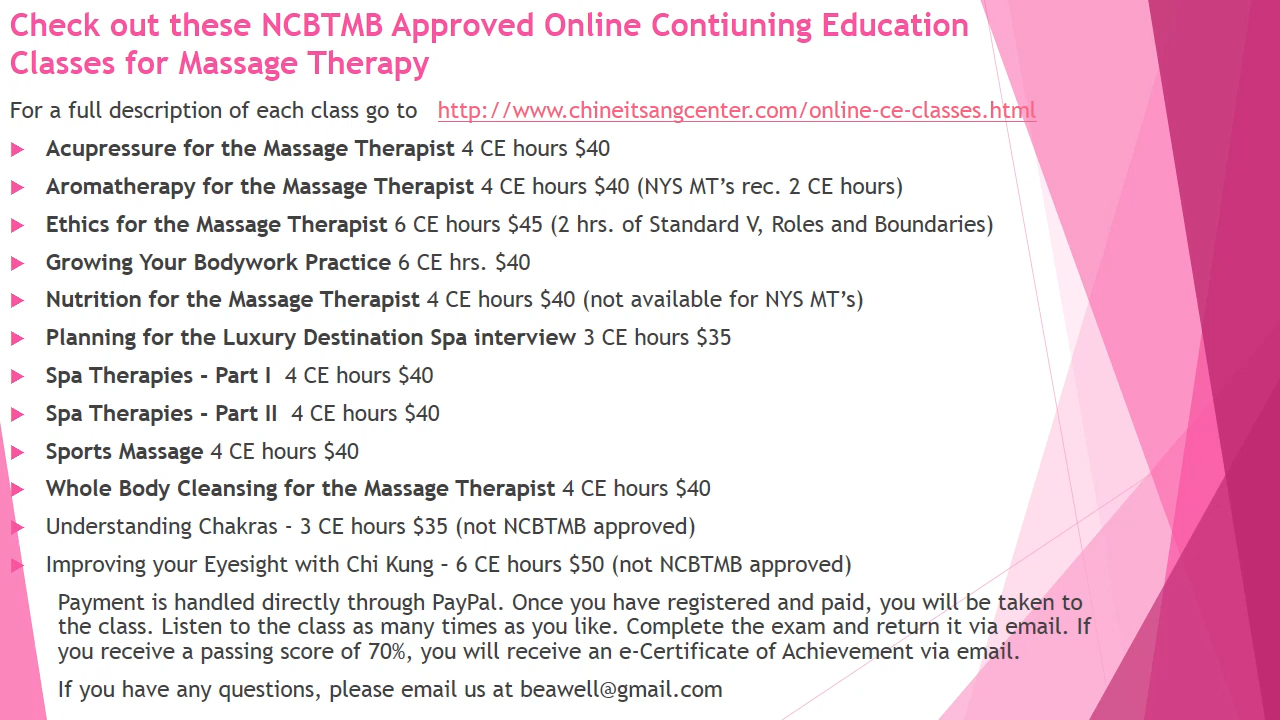 Check out these NCBTMB Approved Online Contiuning Education
Classes for Massage Therapy
For a full description of each class go to http://www.chineitsangcenter.com/online-ce-classes.html
Acupressure for the Massage Therapist 4 CE hours $40
Aromatherapy for the Massage Therapist 4 CE hours $40 (NYS MT’s rec. 2 CE hours)
Ethics for the Massage Therapist 6 CE hours $45 (2 hrs. of Standard V, Roles and Boundaries)
Growing Your Bodywork Practice 6 CE hrs. $40
Nutrition for the Massage Therapist 4 CE hours $40 (not available for NYS MT’s)
Planning for the Luxury Destination Spa interview 3 CE hours $35
Spa Therapies - Part I 4 CE hours $40
Spa Therapies - Part II 4 CE hours $40
Sports Massage 4 CE hours $40
Whole Body Cleansing for the Massage Therapist 4 CE hours $40
Understanding Chakras - 3 CE hours $35 (not NCBTMB approved)
Improving your Eyesight with Chi Kung – 6 CE hours $50 (not NCBTMB approved)
Payment is handled directly through PayPal. Once you have registered and paid, you will be taken to
the class. Listen to the class as many times as you like. Complete the exam and return it via email. If
you receive a passing score of 70%, you will receive an e-Certificate of Achievement via email.
If you have any questions, please email us at beawell@gmail.com